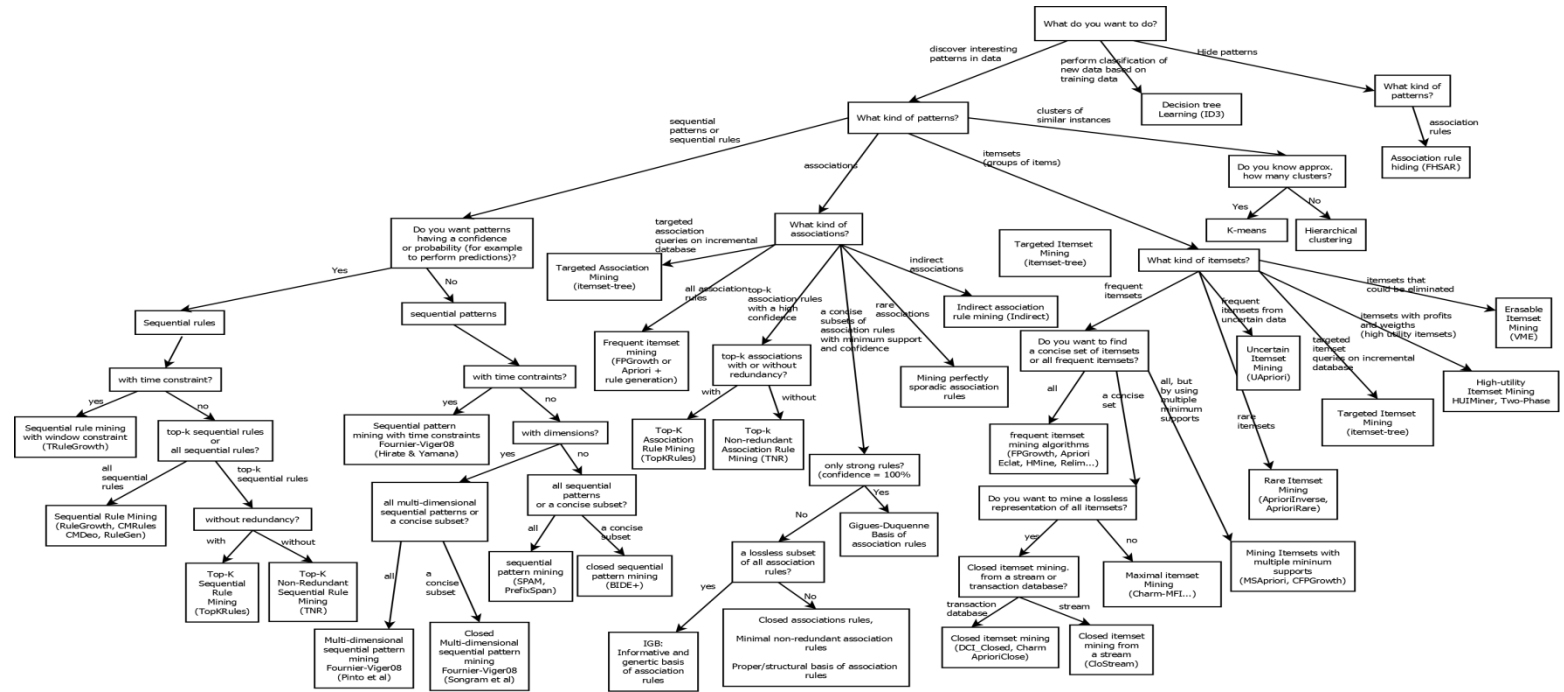 What do you want to do?
discover interesting
patterns in data
perform classification of
new data based on
training data
Hide patterns
What kind of
patterns?
Decision tree
Learning (ID3)
association
rules
Association rule
hiding (FHSAR)
What kind of patterns?
sequential
patterns or
sequential rules
associations
itemsets
(groups of items)
clusters of
similar instances
Do you know approx.
how many clusters?
Yes
No
K-means
Hierarchical
clustering
Do you want patterns
having a confidence
or probability (for example
to perform predictions)?
Yes
No
Sequential rules
sequential patterns
with time constraint?
yes
no
Sequential rule mining
with window constraint
(TRuleGrowth)
top-k sequential rules
or
all sequential rules?
all
sequential
rules
top-k
sequential rules
Sequential Rule Mining
(RuleGrowth, CMRules
CMDeo, RuleGen)
without redundancy?
with
without
Top-K
Sequential
Rule
Mining
(TopKRules)
Top-K
Non-Redundant
Sequential Rule
Mining
(TNR)
with time constraints?
yes
no
Sequential pattern
mining with time constraints
Fournier-Viger08
(Hirate & Yamana)
with dimensions?
yes
no
all multi-dimensional
sequential patterns or
a concise subset?
all
a
concise
subset
Multi-dimensional
sequential pattern
mining
Fournier-Viger08
(Pinto et al)
Closed
Multi-dimensional
sequential pattern
mining
Fournier-Viger08
(Songram et al)
all sequential
patterns
or a concise subset?
all
a concise
subset
sequential
pattern mining
(SPAM,
PrefixSpan)
closed sequential
pattern mining
(BIDE+)
What kind of
associations?
targeted
association
queries on incremental
database
Targeted Association
Mining
(itemset-tree)
all association
rules
Frequent itemset
mining
(FPGrowth or
Apriori +
rule generation)
top-k
association rules
with a high
confidence
top-k associations
with or without
redundancy?
with
without
Top-K
Association
Rule Mining
(TopKRules)
Top-k
Non-redundant
Association Rule
Mining (TNR)
a concise
subsets of
association rules
with minimum support
and confidence
rare
associations
Mining perfectly
sporadic association
rules
indirect
associations
Indirect association
rule mining (Indirect)
only strong rules?
(confidence = 100%
No
Yes
Gigues-Duquenne
Basis of
association rules
a lossless subset
of all association
rules?
yes
No
IGB:
Informative and
genertic basis
of association
rules
Closed associations rules,
Minimal non-redundant association
rules
Proper/structural basis of association
rules
Targeted Itemset
Mining
(itemset-tree)
What kind of itemsets?
frequent
itemsets
frequent
itemsets from
uncertain data
itemsets that
could be eliminated
itemsets with profits
and weigths
(high utility itemsets)
targeted
itemset
queries on incremental
database
rare
itemsets
Erasable
Itemset
Mining
(VME)
High-utility
Itemset Mining
HUIMiner, Two-Phase
Targeted Itemset
Mining
(itemset-tree)
Uncertain
Itemset
Mining
(UApriori)
Rare Itemset
Mining
(AprioriInverse,
AprioriRare)
Do you want to find
a concise set of itemsets
or all frequent itemsets?
all
a concise
set
all, but
by using
multiple
minimum
supports
frequent itemset
mining algorithms
(FPGrowth, Apriori
Eclat, HMine, Relim...)
Do you want to mine a lossless
representation of all itemsets?
yes
no
Closed itemset mining.
from a stream or
transaction database?
transaction
database
stream
Closed itemset mining
(DCI_Closed, Charm
AprioriClose)
Closed itemset
mining from
a stream
(CloStream)
Maximal itemset
Mining
(Charm-MFI...)
Mining Itemsets with
multiple mininum
supports
(MSApriori, CFPGrowth)